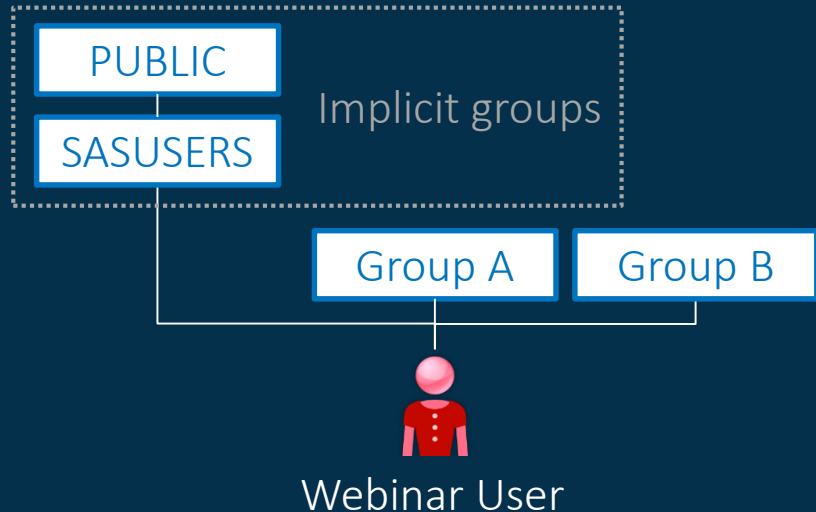 PUBLIC
Implicit groups
SASUSERS
Group A
Group B
Webinar User